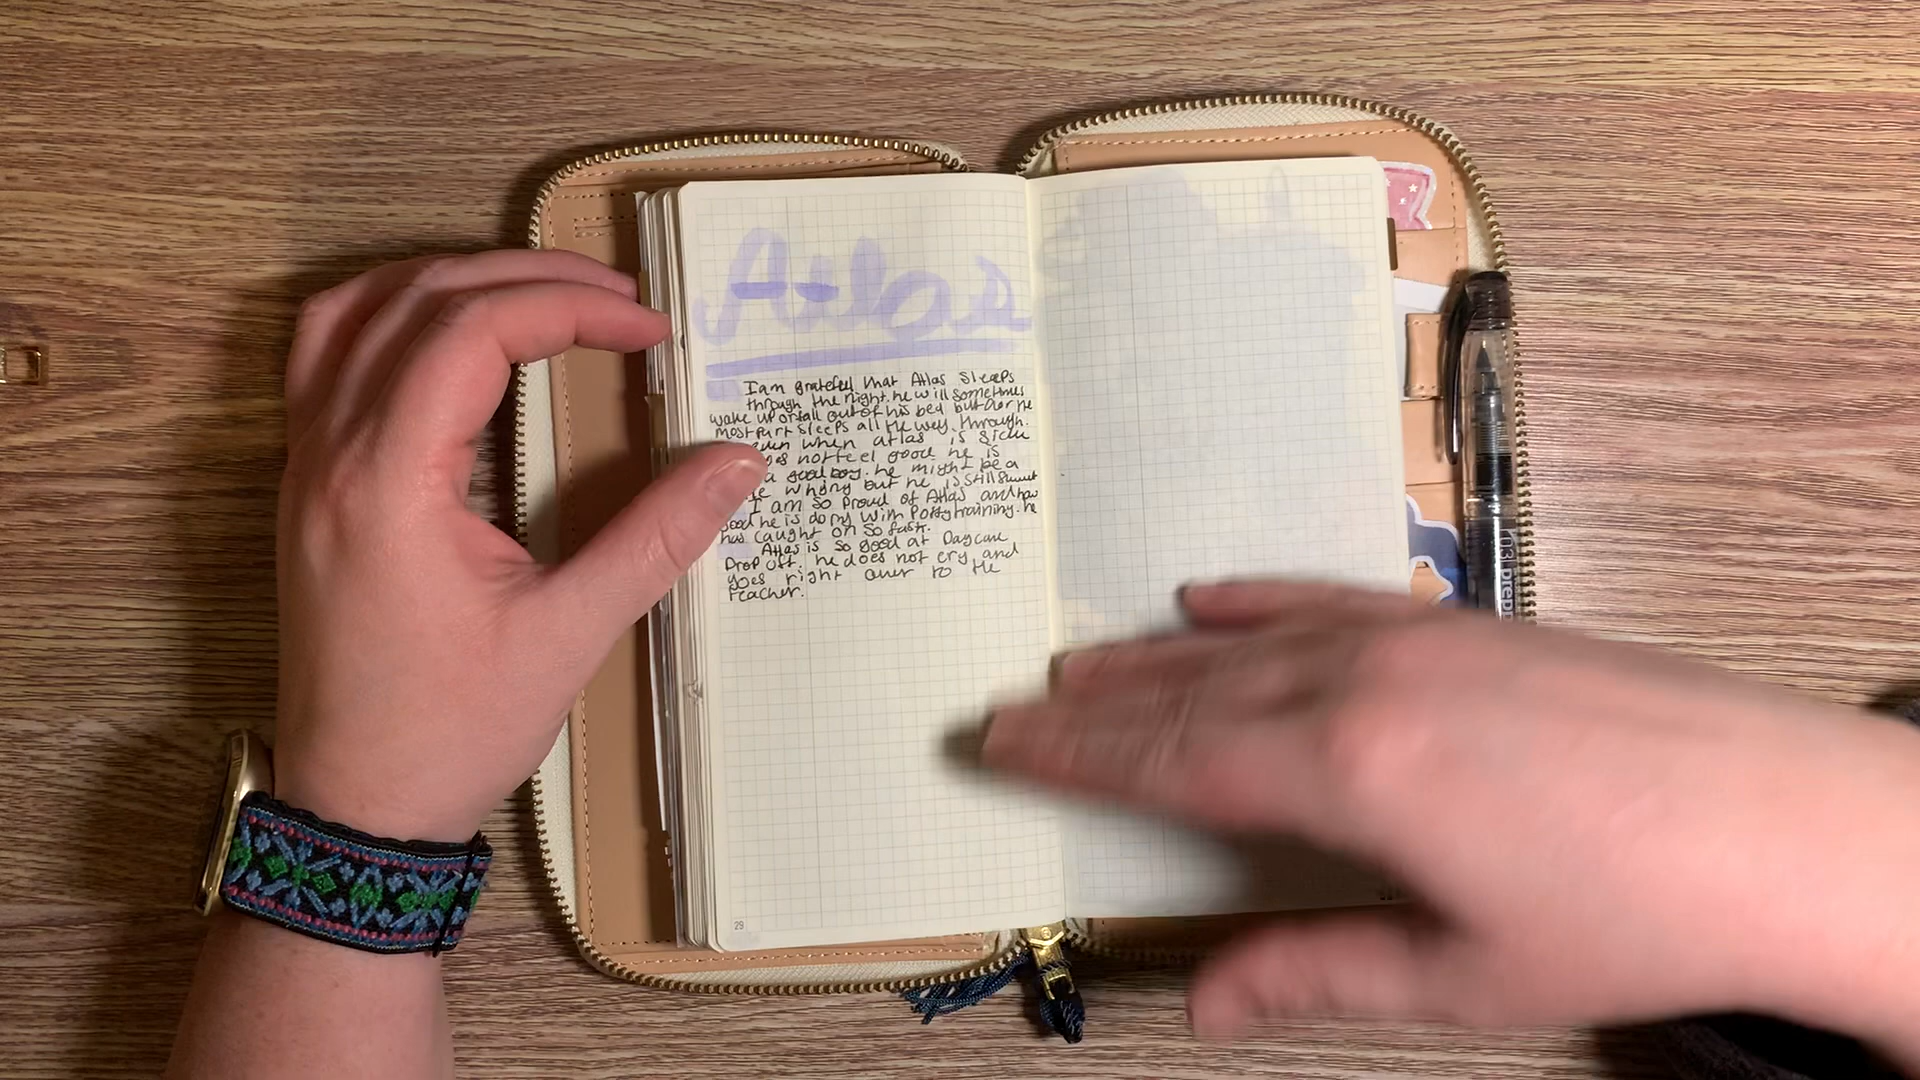 Atlas
I am grateful that Atlas Sleeps
through the night. he will sometimes
wake up or fall out of his bed but for the
most part sleeps all the way through.
even when atlas is sick
not feel good he is
a good boy. he might be a
whiny but he is still sweet
I am so proud of Atlas and how
good he is doing with Potty training. he
has caught on so fast.
Atlas is so good at Daycare
Drop off. he does not cry and
goes right over to the
teacher.
29